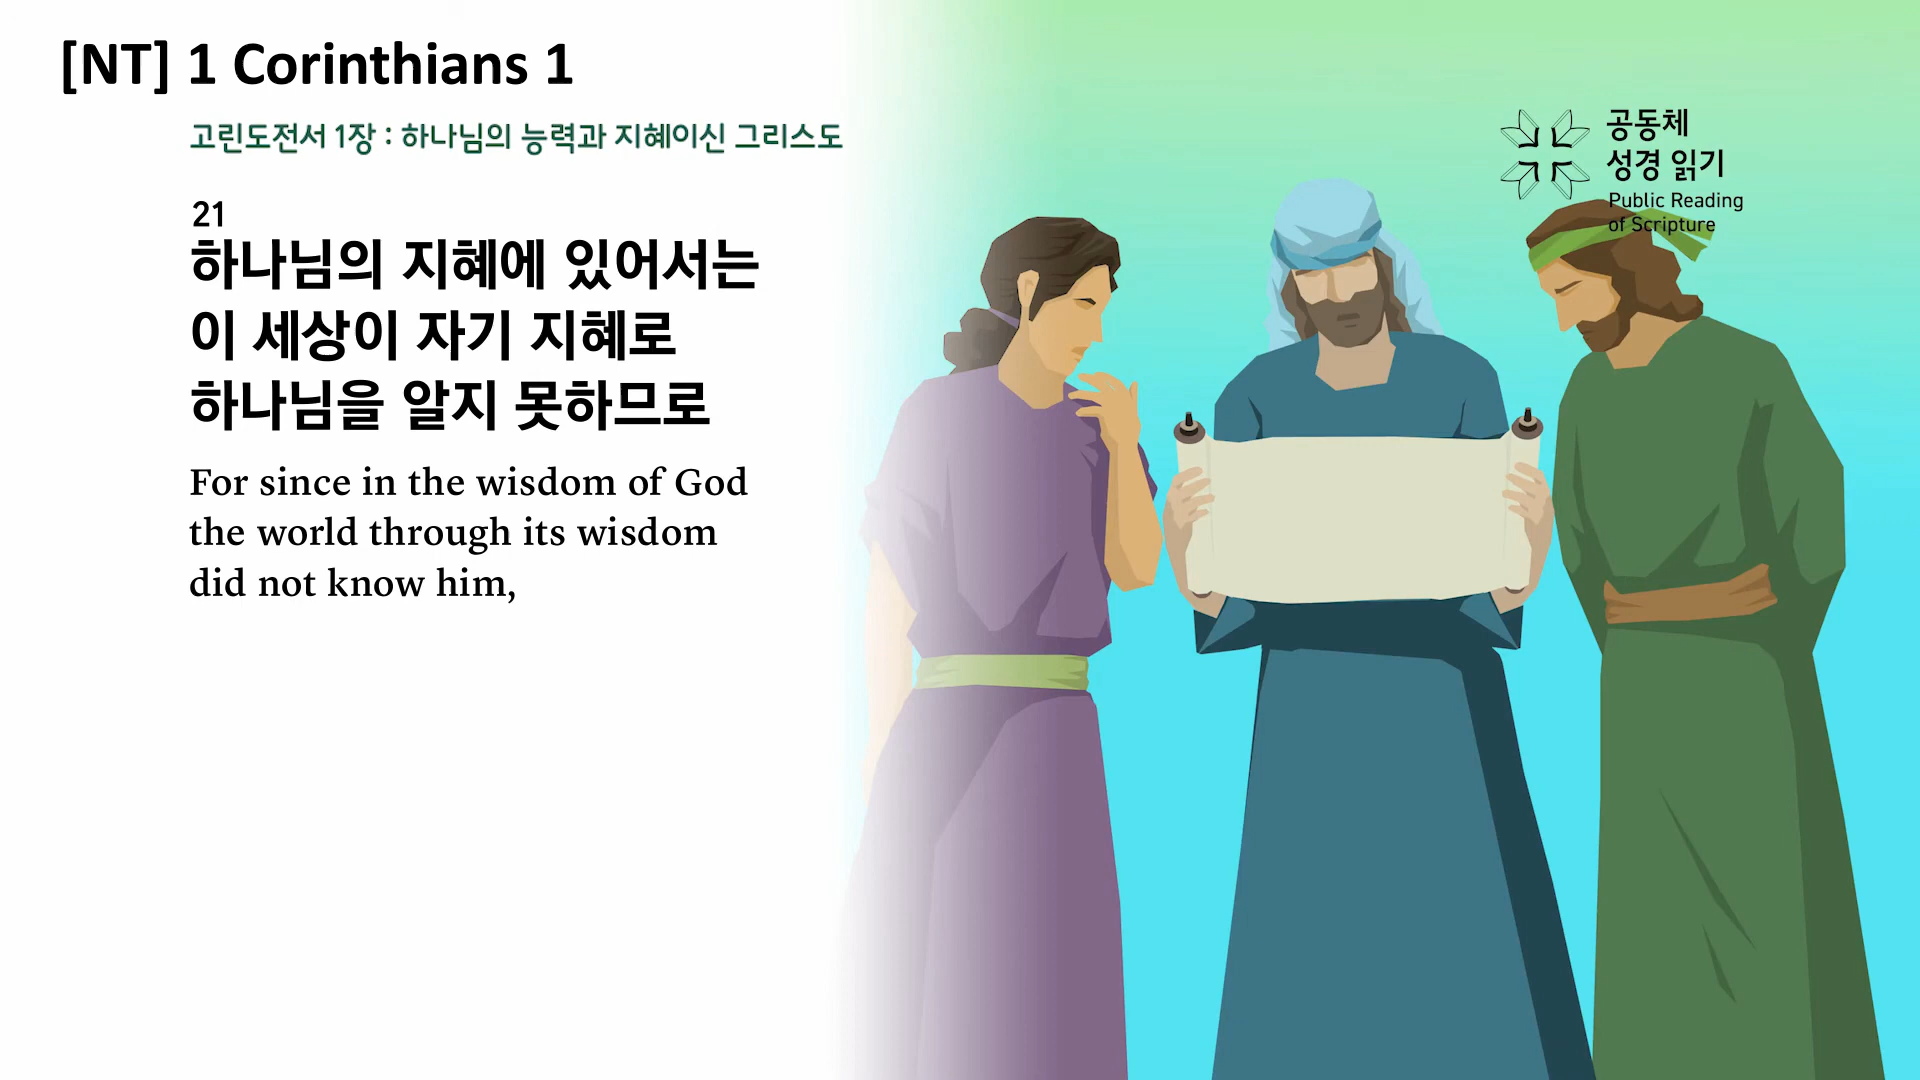 [NT] 1 Corinthians 1
고린도전서 1장 : 하나님의 능력과 지혜이신 그리스도
21
하나님의 지혜에 있어서는
이 세상이 자기 지혜로
하나님을 알지 못하므로
For since in the wisdom of God
the world through its wisdom
did not know him,
공동체
성경 읽기
Public Reading
of Scripture